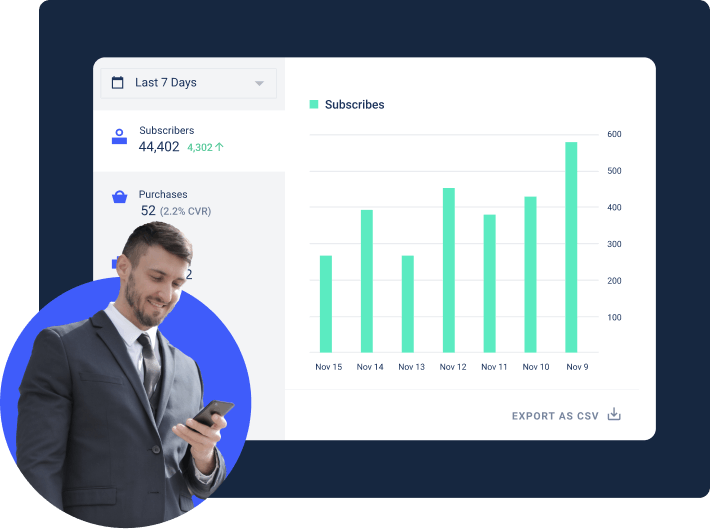 Last 7 Days
Subscribers
44,402 4,302
Purchases
52 (2.2% CVR)
2
Subscribes
600
500
400
300
200
100
Nov 15 Nov 14 Nov 13 Nov 12 Nov 11 Nov 10 Nov 9
EXPORT AS CSV